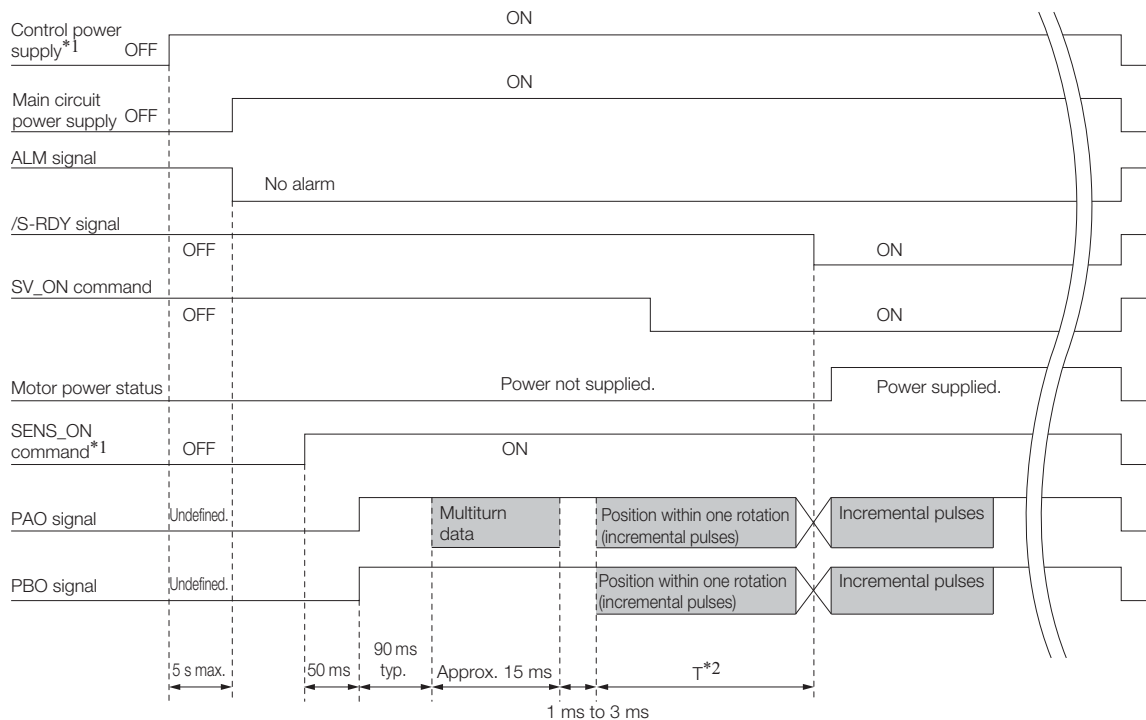 ON
Control power
supply*1 OFF
ON
Main circuit
power supply OFF
ALM signal
No alarm
/S-RDY signal
OFF ON
SV_ON command
OFF ON
Motor power status Power not supplied. Power supplied.
SENS_ON
command*1 OFF ON
PAO signal Undefined. Multiturn
data Position within one rotation
(incremental pulses) Incremental pulses
PBO signal Undefined. Position within one rotation
(incremental pulses) Incremental pulses
5 s max. 50 ms 90 ms
typ. Approx. 15 ms T*2
1 ms to 3 ms